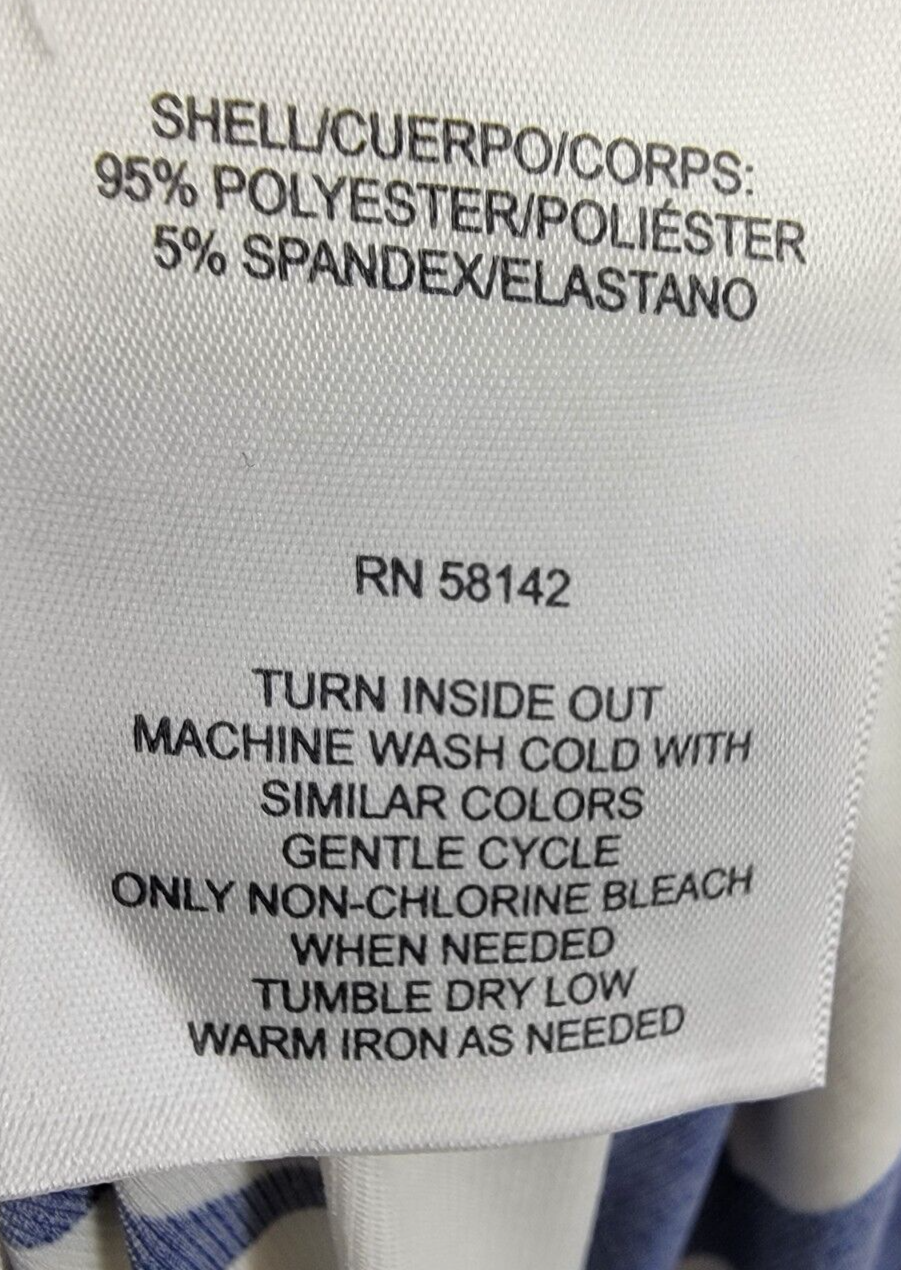 SHELL/CUERPO/CORPS:
95% POLYESTER/POLIÉSTER
5% SPANDEX/ELASTANO
RN 58142
TURN INSIDE OUT
MACHINE WASH COLD WITH
SIMILAR COLORS
GENTLE CYCLE
ONLY NON-CHLORINE BLEACH
WHEN NEEDED
TUMBLE DRY LOW
WARM IRON AS NEEDED